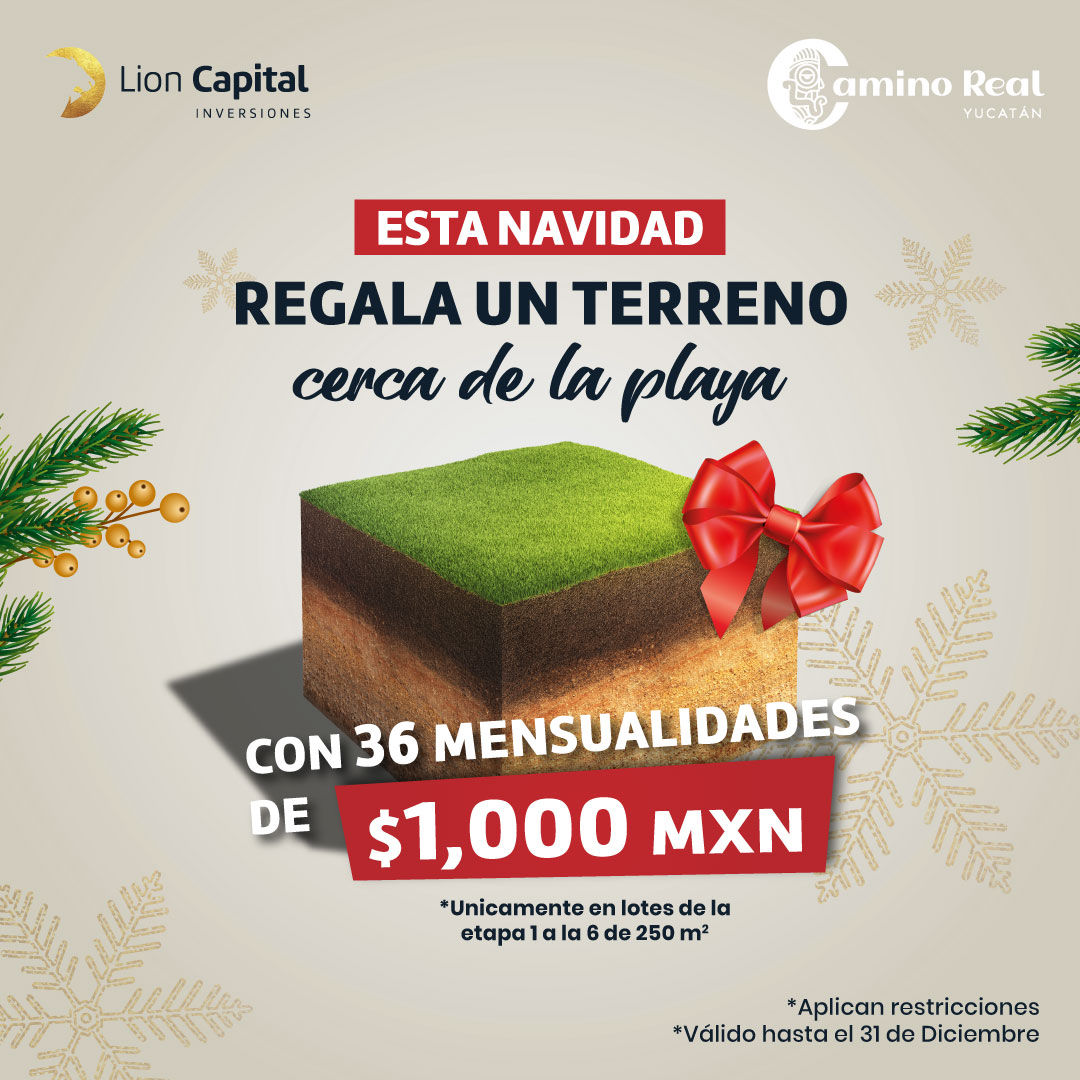 Lion Capital
INVERSIONES
Camino Real
YUCATÁN
ESTA NAVIDAD
REGALA UN TERRENO
cerca de la playa
CON 36 MENSUALIDADES
DE $1,000 MXN
*Unicamente en lotes de la
etapa 1 a la 6 de 250 m²
*Aplican restricciones
*Válido hasta el 31 de Diciembre